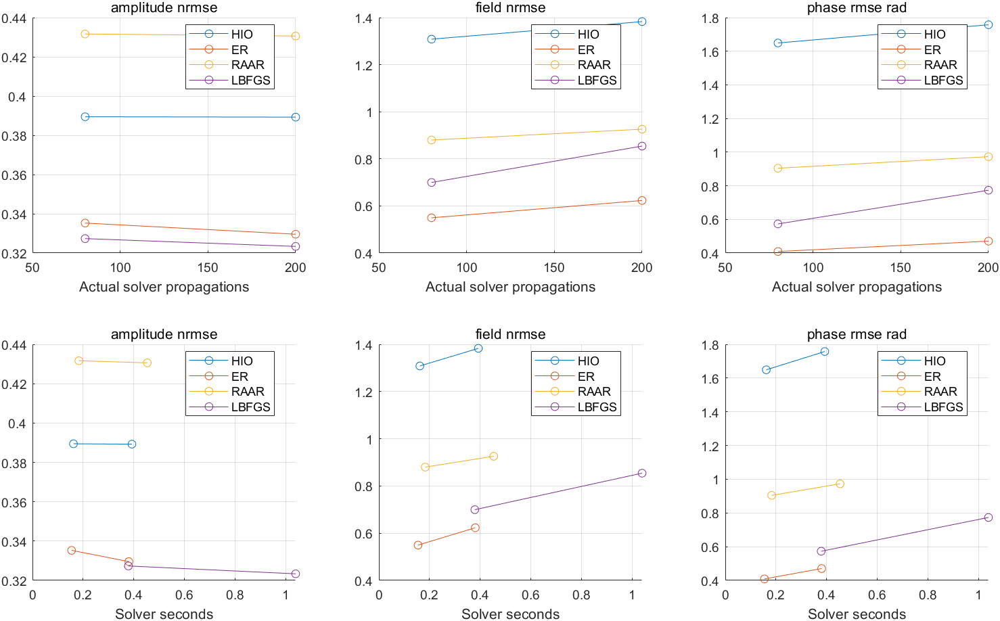 amplitude nrmse
0.44
0.42
0.4
0.38
0.36
0.34
0.32
50
100
150
200
Actual solver propagations
HIO
ER
RAAR
LBFGS
field nrmse
1.4
1.2
1
0.8
0.6
0.4
50
100
150
200
Actual solver propagations
HIO
ER
RAAR
LBFGS
phase rmse rad
1.8
1.6
1.4
1.2
1
0.8
0.6
0.4
50
100
150
200
Actual solver propagations
HIO
ER
RAAR
LBFGS
amplitude nrmse
0.44
0.42
0.4
0.38
0.36
0.34
0.32
0
0.2
0.4
0.6
0.8
1
Solver seconds
HIO
ER
RAAR
LBFGS
field nrmse
1.4
1.2
1
0.8
0.6
0.4
0
0.2
0.4
0.6
0.8
1
Solver seconds
HIO
ER
RAAR
LBFGS
phase rmse rad
1.8
1.6
1.4
1.2
1
0.8
0.6
0.4
0
0.2
0.4
0.6
0.8
1
Solver seconds
HIO
ER
RAAR
LBFGS